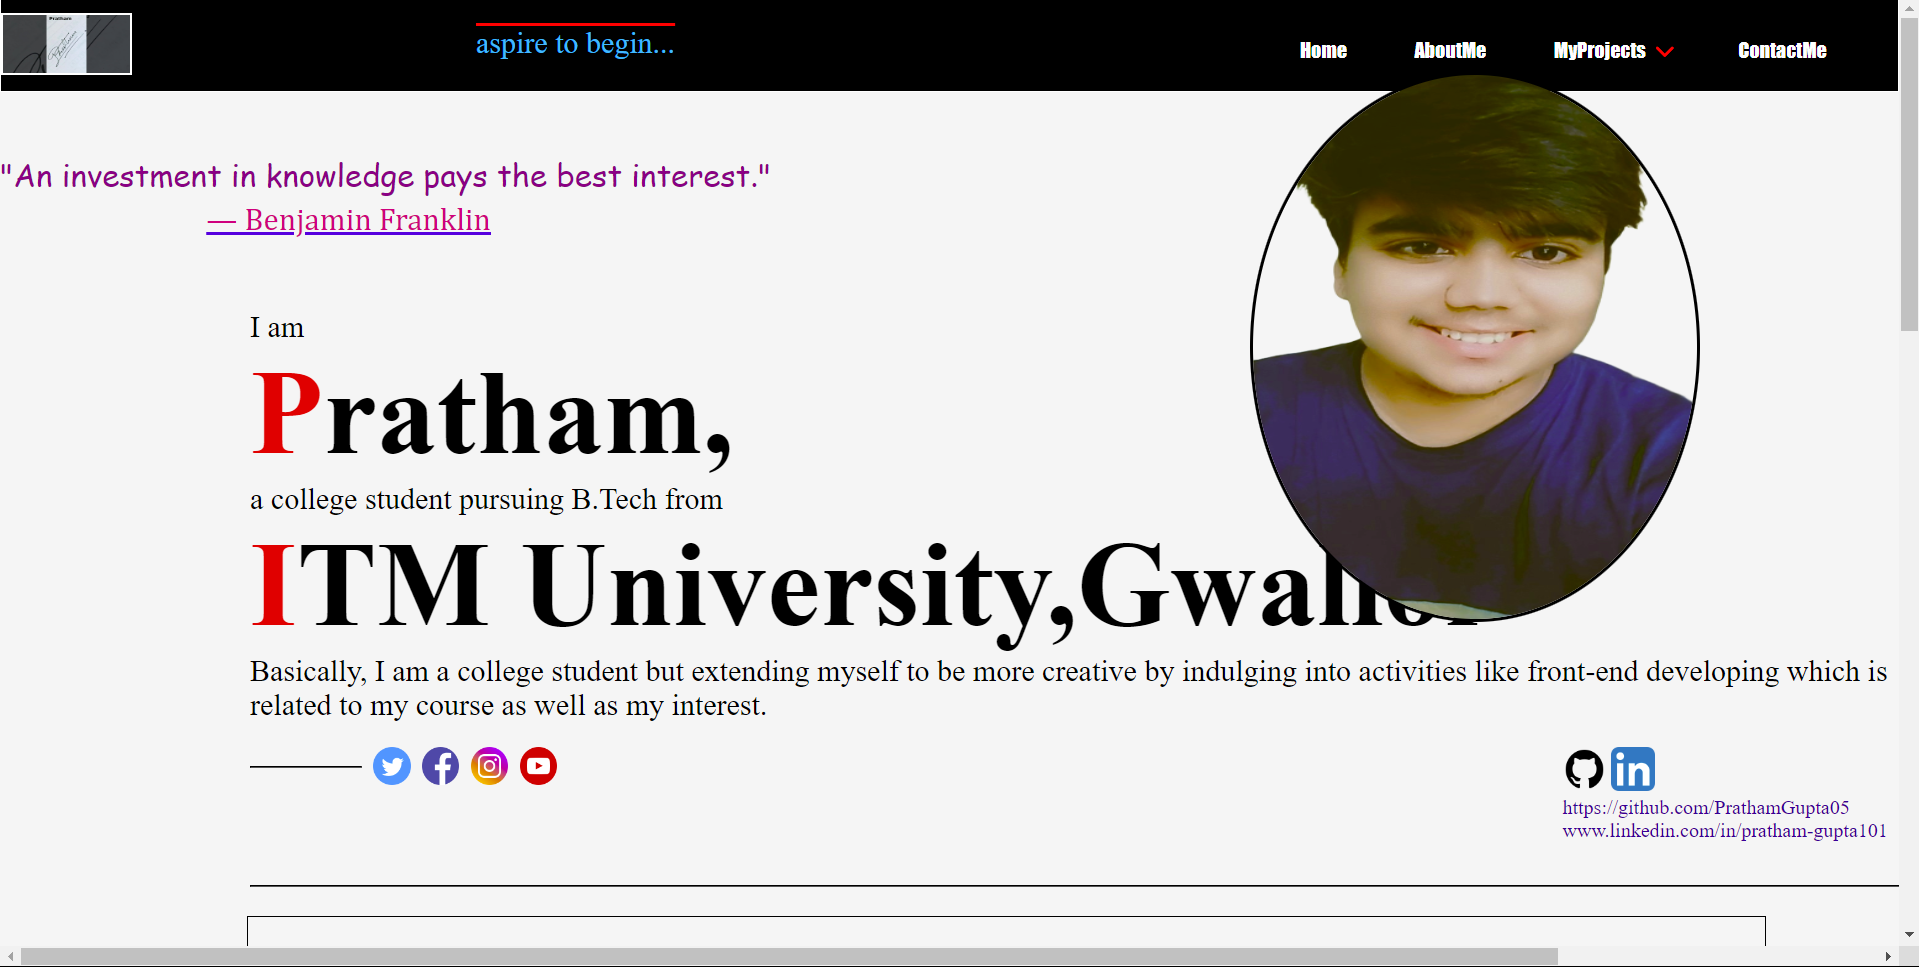 Pratham
aspire to begin...
Home AboutMe MyProjects ContactMe
"An investment in knowledge pays the best interest."
— Benjamin Franklin
I am
Pratham,
a college student pursuing B.Tech from
ITM University,Gwalior
Basically, I am a college student but extending myself to be more creative by indulging into activities like front-end developing which is
related to my course as well as my interest.
https://github.com/PrathamGupta05
www.linkedin.com/in/pratham-gupta101